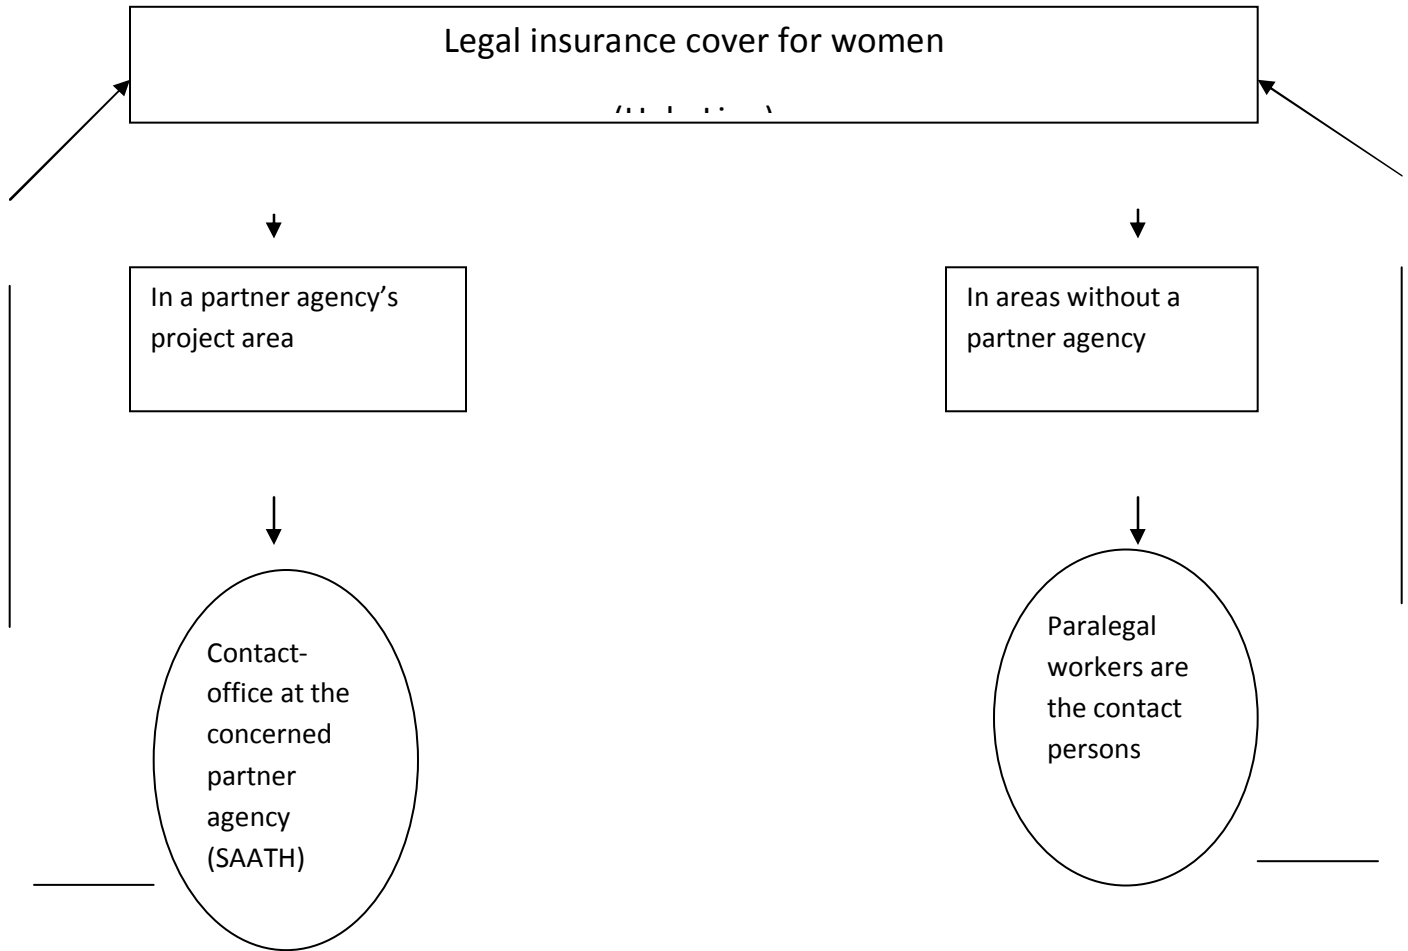 Legal insurance cover for women
In a partner agency’s
project area
In areas without a
partner agency
Contact-
office at the
concerned
partner
agency
(SAATH)
Paralegal
workers are
the contact
persons